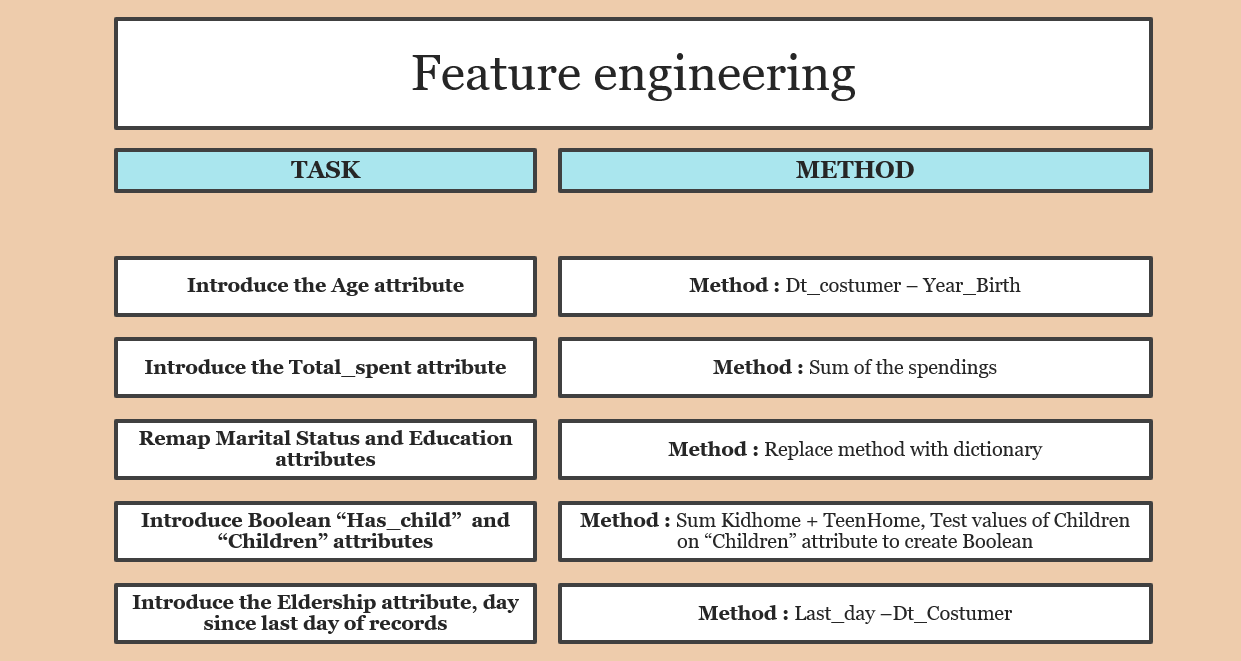 Feature engineering
TASK
METHOD
Introduce the Age attribute
Method : Dt_costumer – Year_Birth
Introduce the Total_spent attribute
Method : Sum of the spendings
Remap Marital Status and Education
attributes
Method : Replace method with dictionary
Introduce Boolean “Has_child”  and
“Children” attributes
Method : Sum Kidhome + TeenHome, Test values of Children
on “Children” attribute to create Boolean
Introduce the Eldership attribute, day
since last day of records
Method : Last_day –Dt_Costumer